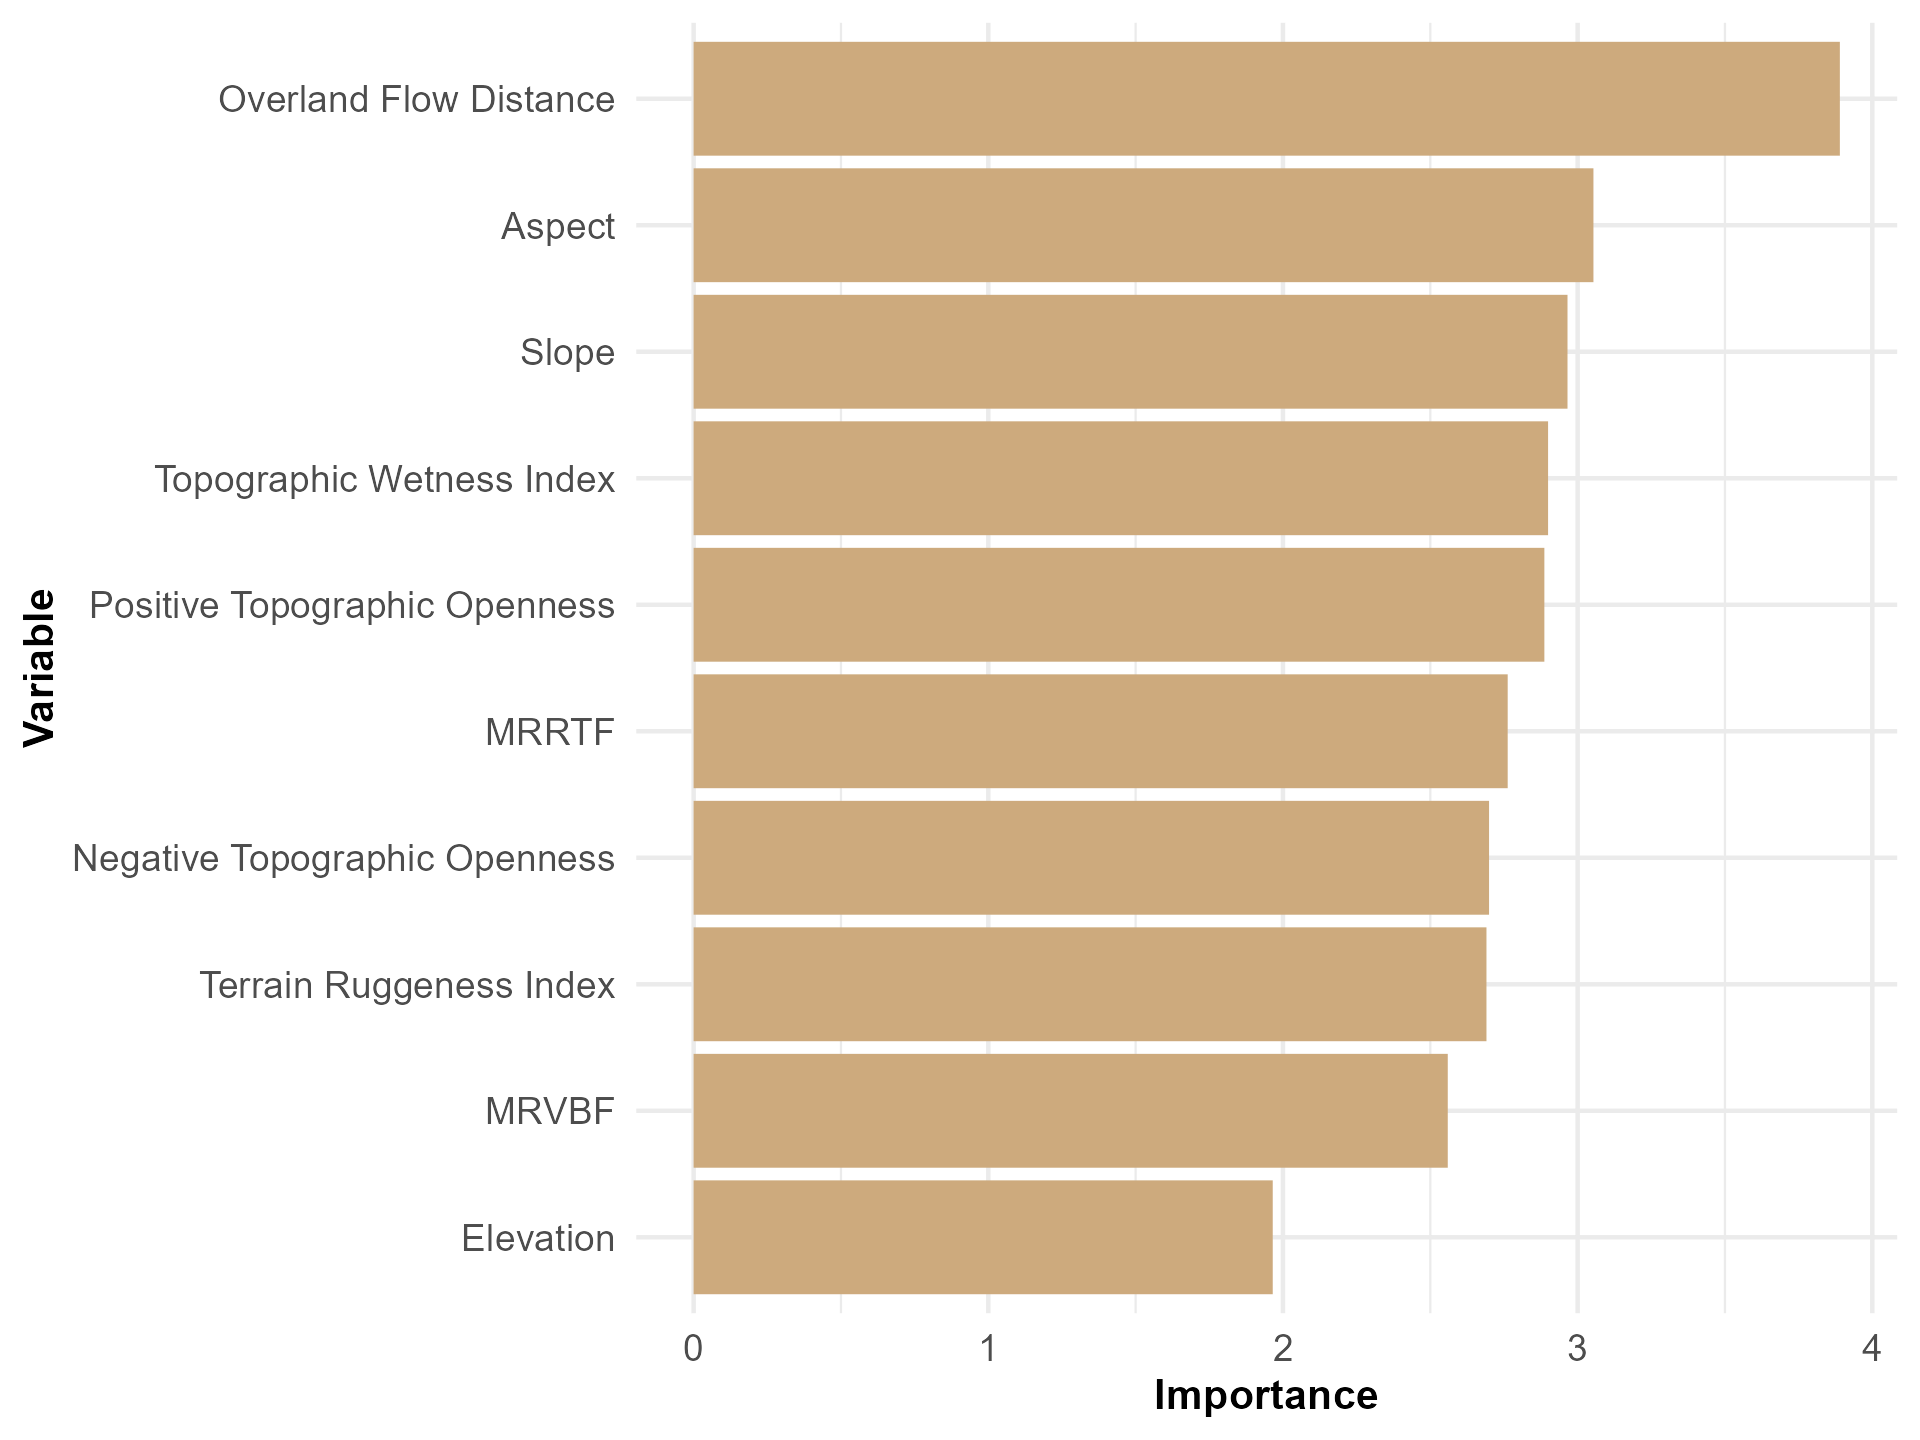 Overland Flow Distance
Aspect
Slope
Topographic Wetness Index
Positive Topographic Openness
MRRTF
Negative Topographic Openness
Terrain Ruggeness Index
MRVBF
Elevation
Variable
0 1 2 3 4
Importance